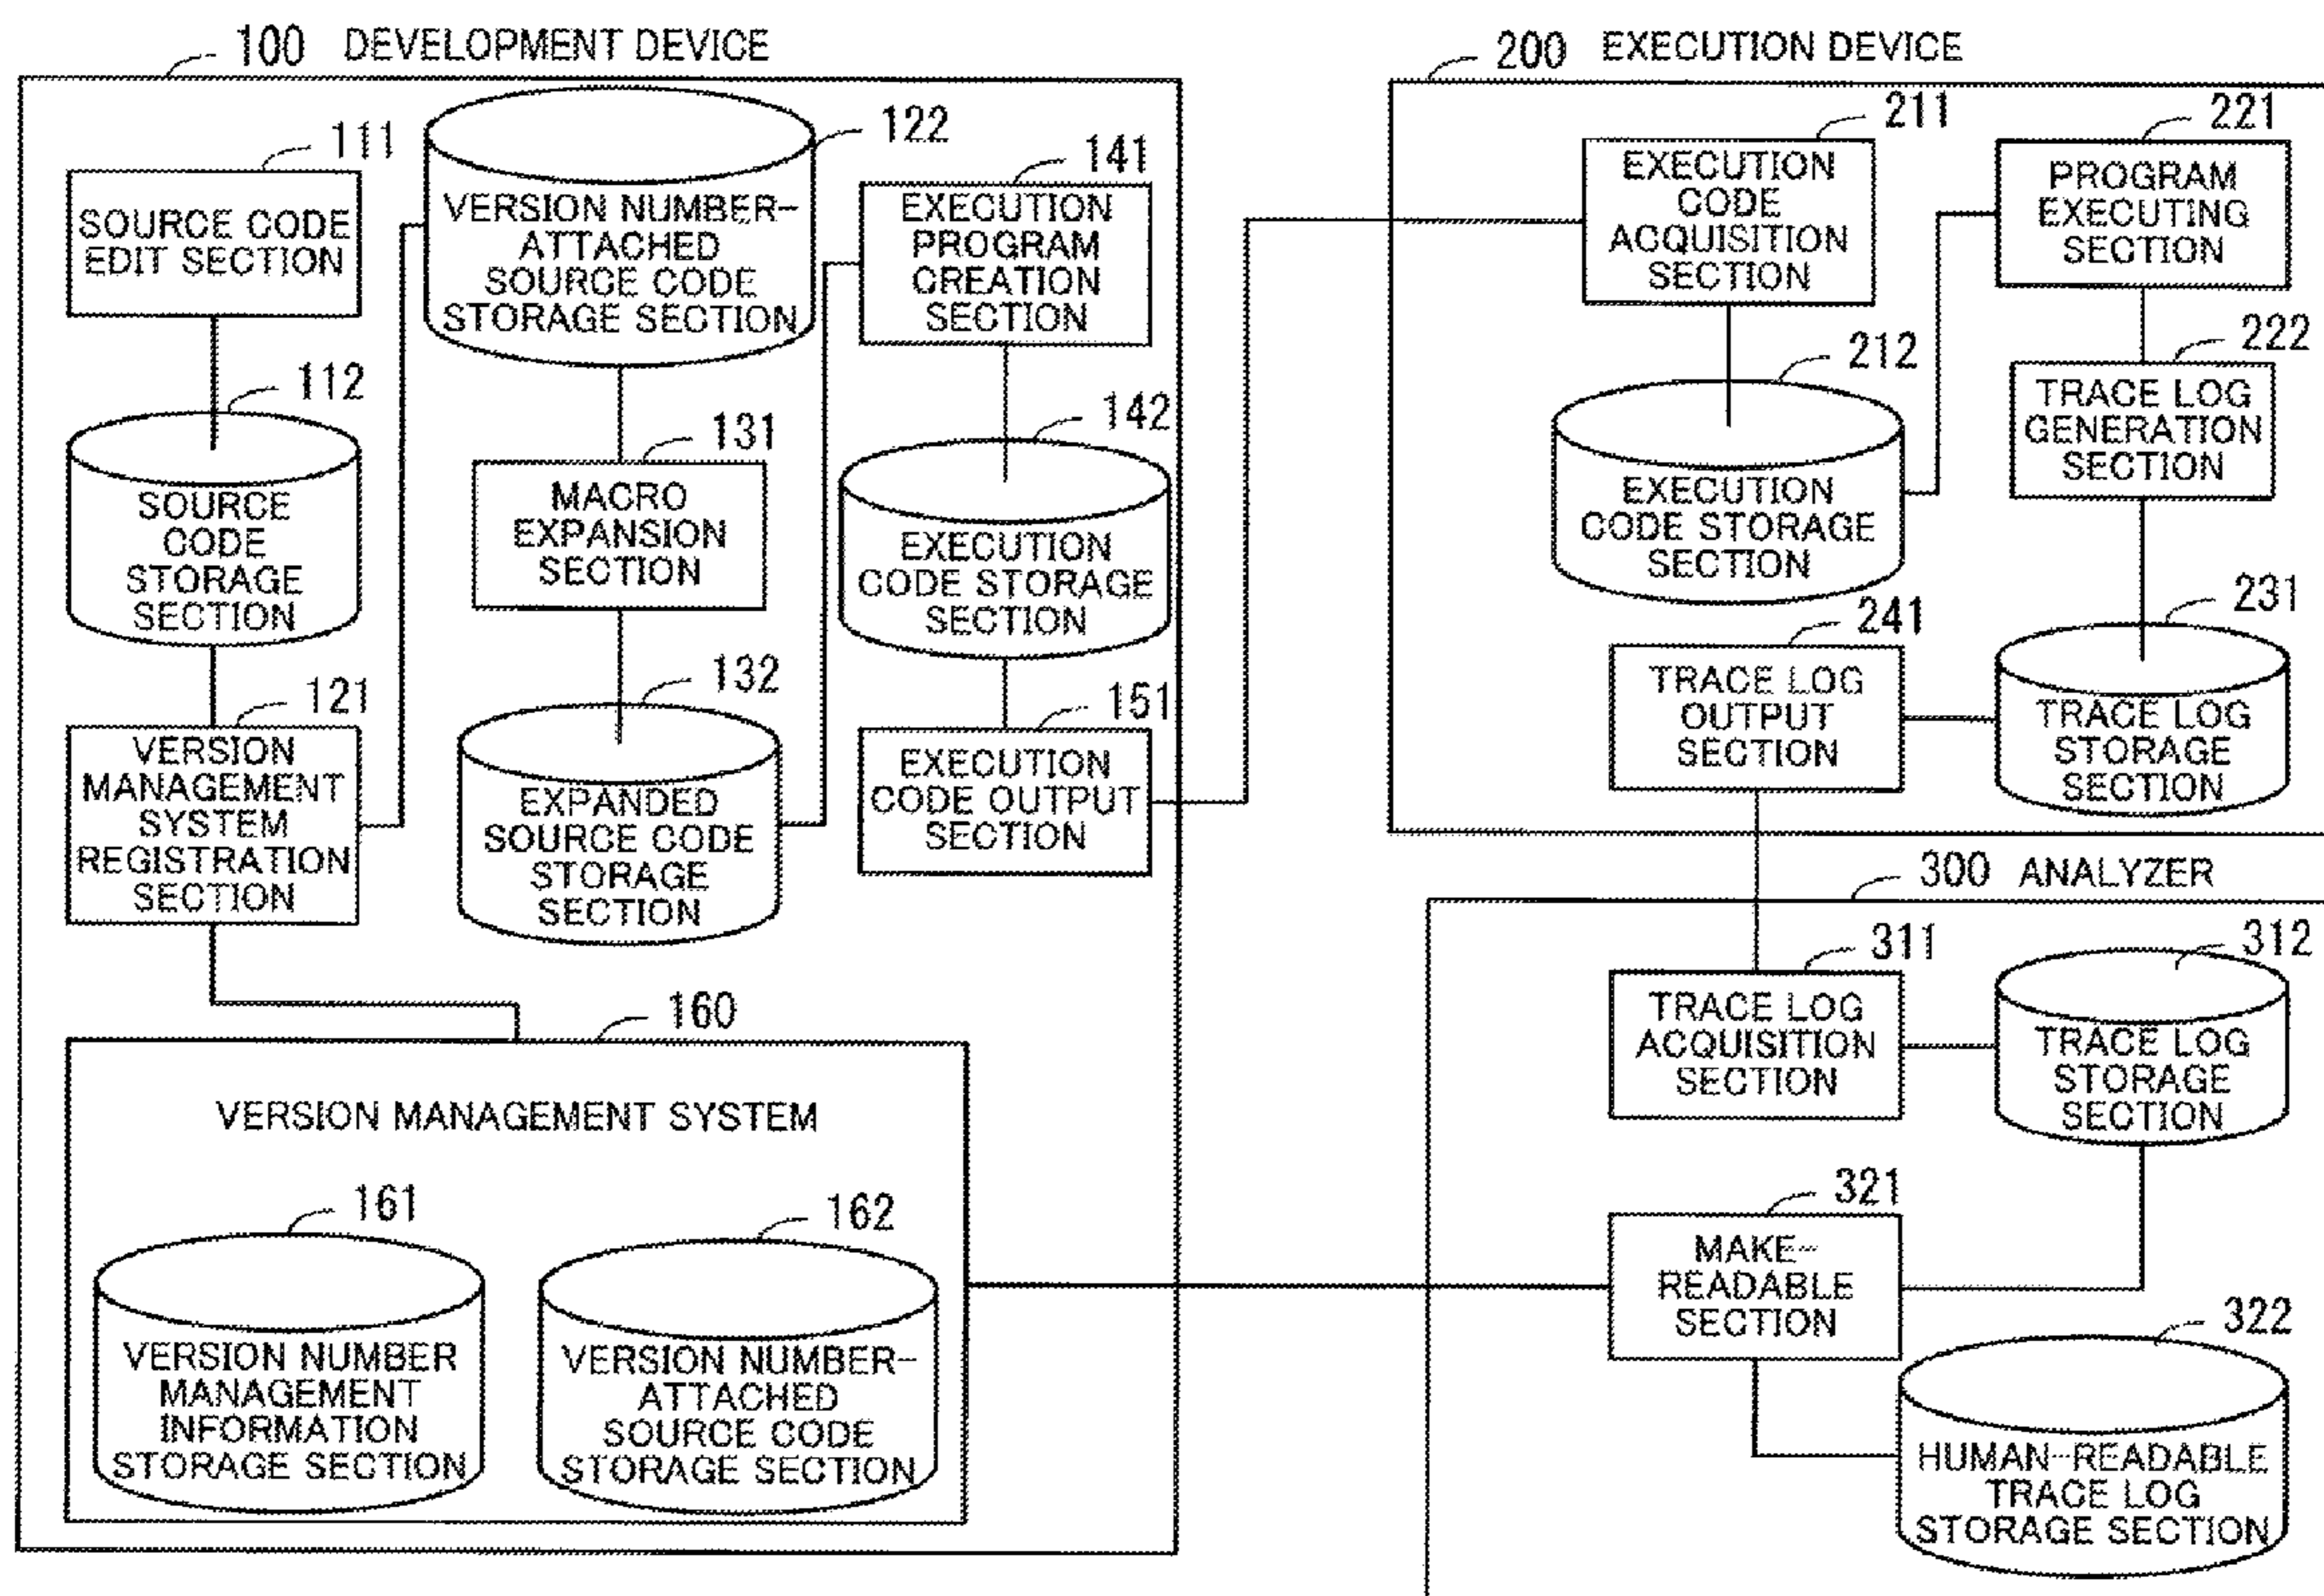 100 DEVELOPMENT DEVICE
111
SOURCE CODE
EDIT SECTION
112
SOURCE
CODE
STORAGE
SECTION
121
VERSION
MANAGEMENT
SYSTEM
REGISTRATION
SECTION
122
VERSION NUMBER-
ATTACHED
SOURCE CODE
STORAGE SECTION
131
MACRO
EXPANSION
SECTION
132
EXPANDED
SOURCE CODE
STORAGE
SECTION
141
EXECUTION
PROGRAM
CREATION
SECTION
142
EXECUTION
CODE STORAGE
SECTION
151
EXECUTION
CODE OUTPUT
SECTION
160
VERSION MANAGEMENT SYSTEM
161
VERSION NUMBER
MANAGEMENT
INFORMATION
STORAGE SECTION
162
VERSION NUMBER-
ATTACHED
SOURCE CODE
STORAGE SECTION
200 EXECUTION DEVICE
211
EXECUTION
CODE
ACQUISITION
SECTION
212
EXECUTION
CODE STORAGE
SECTION
221
PROGRAM
EXECUTING
SECTION
222
TRACE LOG
GENERATION
SECTION
231
TRACE LOG
STORAGE
SECTION
241
TRACE LOG
OUTPUT
SECTION
300 ANALYZER
311
TRACE LOG
ACQUISITION
SECTION
312
TRACE LOG
STORAGE
SECTION
321
MAKE-
READABLE
SECTION
322
HUMAN-READABLE
TRACE LOG
STORAGE SECTION